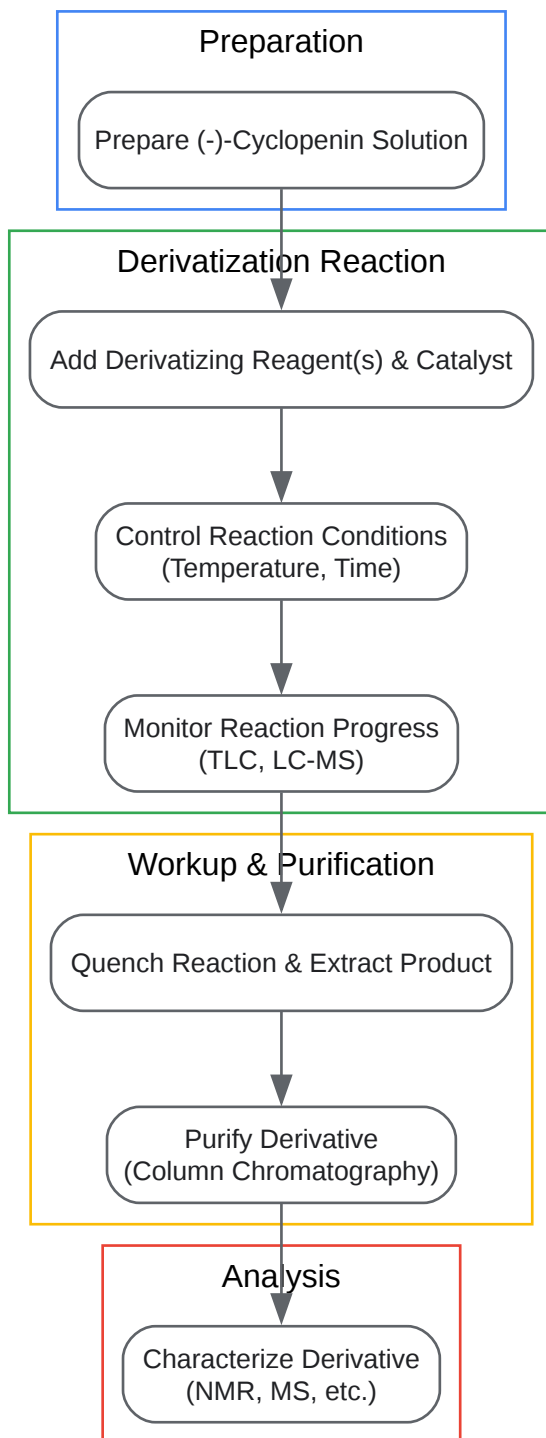 Preparation
Prepare (-)-Cyclopenin Solution
Derivatization Reaction
Add Derivatizing Reagent(s) & Catalyst
Control Reaction Conditions
(Temperature, Time)
Monitor Reaction Progress
(TLC, LC-MS)
Workup & Purification
Quench Reaction & Extract Product
Purify Derivative
(Column Chromatography)
Analysis
Characterize Derivative
(NMR, MS, etc.)